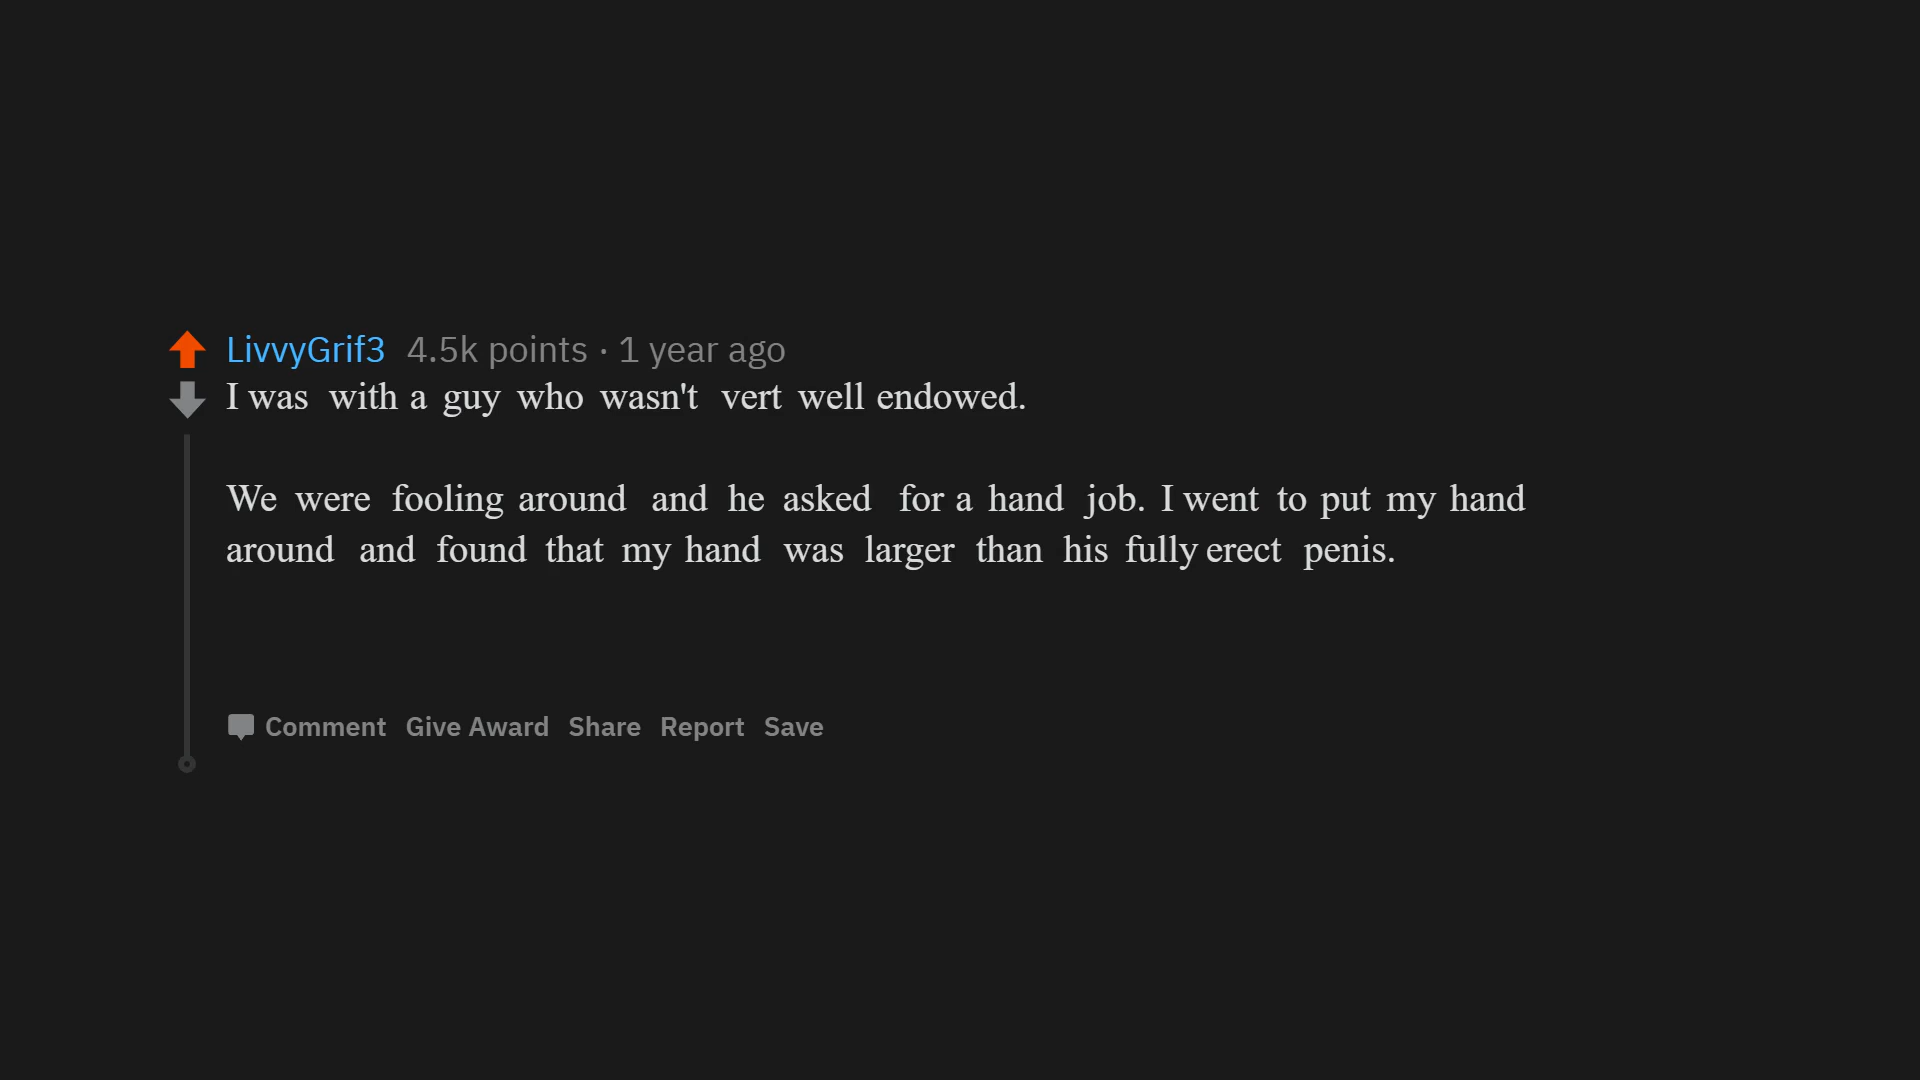 LivvyGrif3 4.5k points · 1 year ago
I was with a guy who wasn't vert well endowed.
We were fooling around and he asked for a hand job. I went to put my hand
around and found that my hand was larger than his fully erect penis.
Comment Give Award Share Report Save